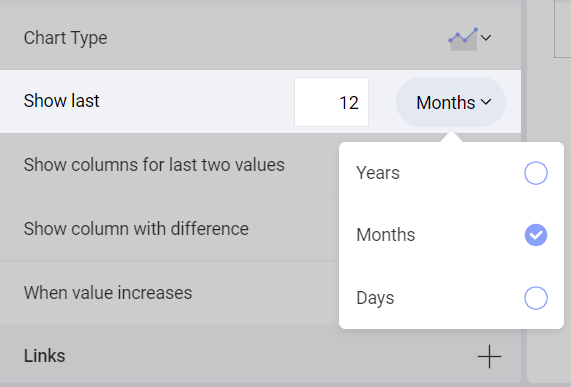 Chart Type
Show last 12 Months
Show columns for last two values
Years
Show column with difference
Months
When value increases
Days
Links